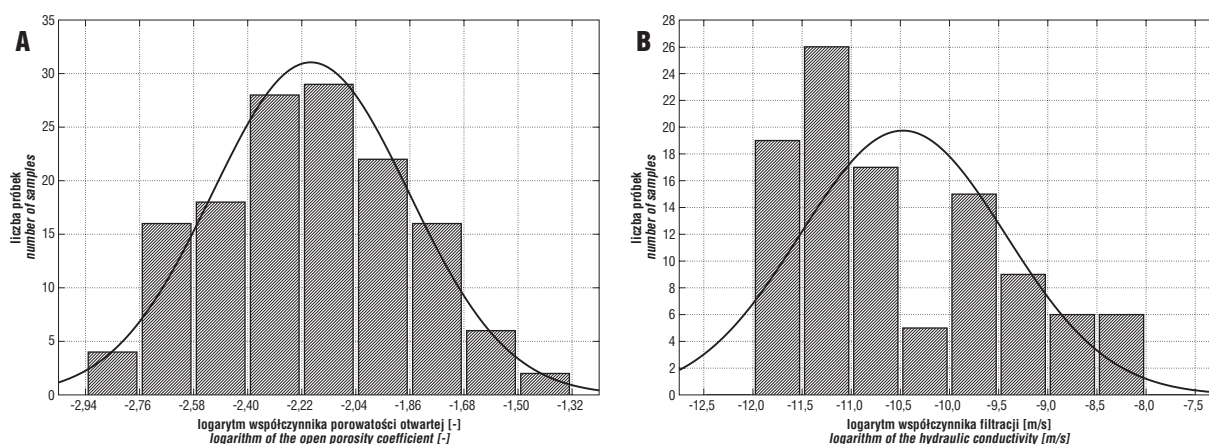 A
35
30
25
20
15
10
5
0
liczba próbek
number of samples
-2,94 -2,76 -2,58 -2,40 -2,22 -2,04 -1,86 -1,68 -1,50 -1,32
logarytm współczynnika porowatości otwartej [-]
logarithm of the open porosity coefficient [-]
B
28
26
24
22
20
18
16
14
12
10
8
6
4
2
0
liczba próbek
number of samples
-12,5 -12,0 -11,5 -11,0 -10,5 -10,0 -9,5 -9,0 -8,5 -8,0 -7,5
logarytm współczynnika filtracji [m/s]
logarithm of the hydraulic conductivity [m/s]